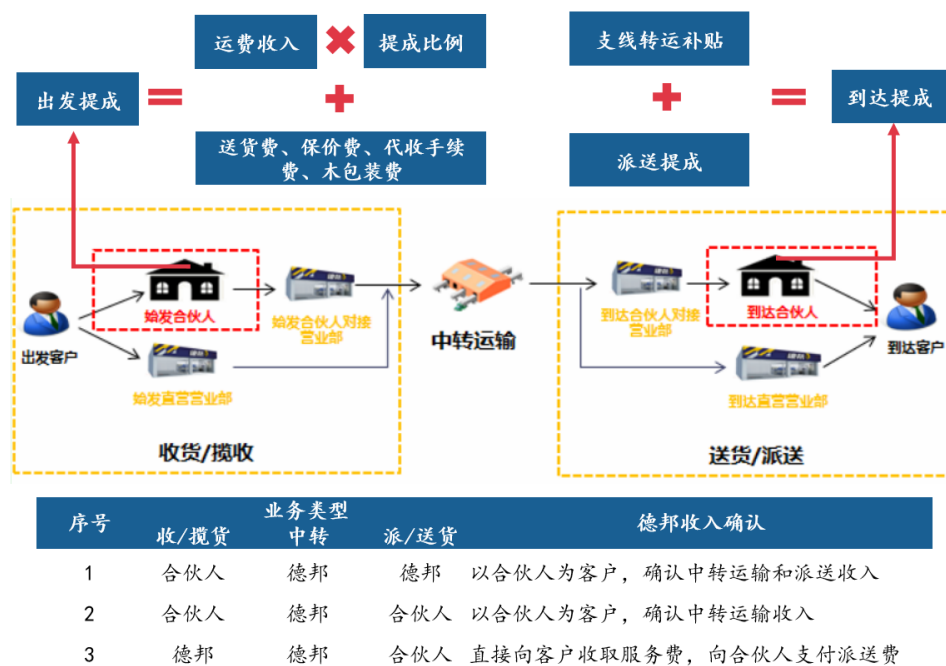 运费收入 × 提成比例
支线转运补贴
出发提成 = + + = 到达提成
送货费、保价费、代收手续
费、木包装费
派送提成
始发合伙人
始发合伙人对接
营业部
出发客户
始发直营营业部
收货/揽收
中转运输
到达合伙人对接
营业部
到达合伙人
到达客户
到达直营营业部
送货/派送
序号 业务类型 德邦收入确认
收/揽货 中转 派/送货
1 合伙人 德邦 德邦 以合伙人为客户，确认中转运输和派送收入
2 合伙人 德邦 合伙人 以合伙人为客户，确认中转运输收入
3 德邦 德邦 合伙人 直接向客户收取服务费，向合伙人支付派送费